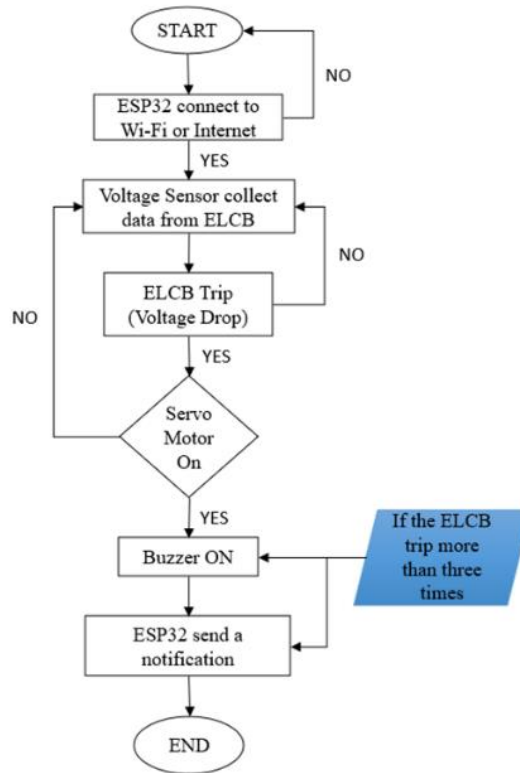 START
NO
ESP32 connect to
Wi-Fi or Internet
YES
Voltage Sensor collect
data from ELCB
NO
ELCB Trip
(Voltage Drop)
NO
YES
Servo
Motor
On
YES
If the ELCB
trip more
than three
times
Buzzer ON
ESP32 send a
notification
END